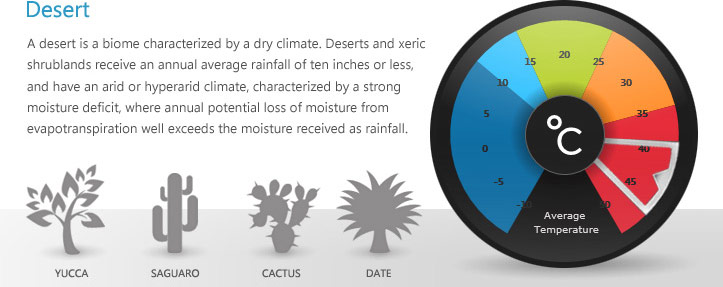 Desert
A desert is a biome characterized by a dry climate. Deserts and xeric
shrublands receive an annual average rainfall of ten inches or less,
and have an arid or hyperarid climate, characterized by a strong
moisture deficit, where annual potential loss of moisture from
evapotranspiration well exceeds the moisture received as rainfall.
YUCCA
SAGUARO
CACTUS
DATE
-10
-5
0
5
10
15
20
25
30
35
40
45
50
°C
Average
Temperature